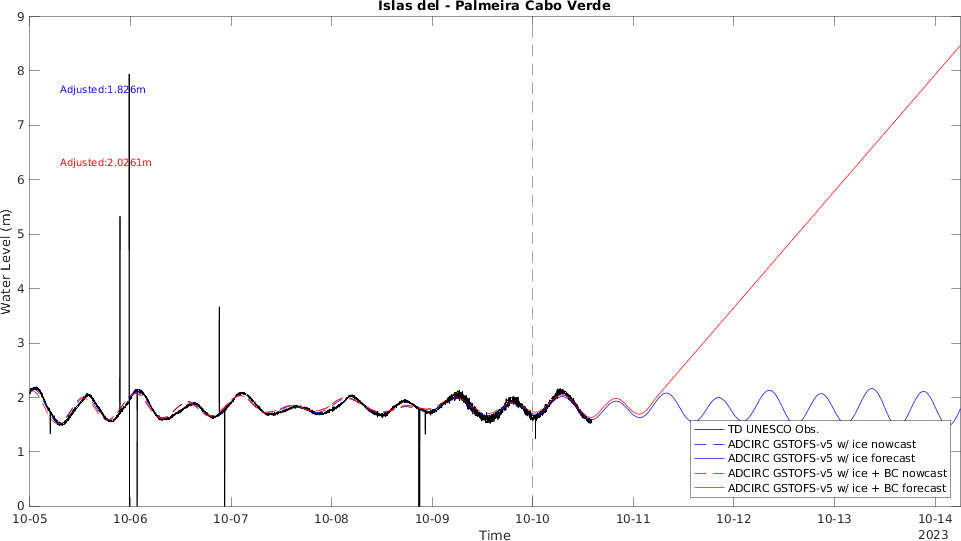 Islas del - Palmeira Cabo Verde
9
8
7
6
5
4
3
2
1
0
Water Level (m)
Adjusted:1.826m
Adjusted:2.0261m
TD UNESCO Obs.
ADCIRC GSTOFS-v5 w/ ice nowcast
ADCIRC GSTOFS-v5 w/ ice forecast
ADCIRC GSTOFS-v5 w/ ice + BC nowcast
ADCIRC GSTOFS-v5 w/ ice + BC forecast
10-05 10-06 10-07 10-08 10-09 10-10 10-11 10-12 10-13 10-14
Time
2023